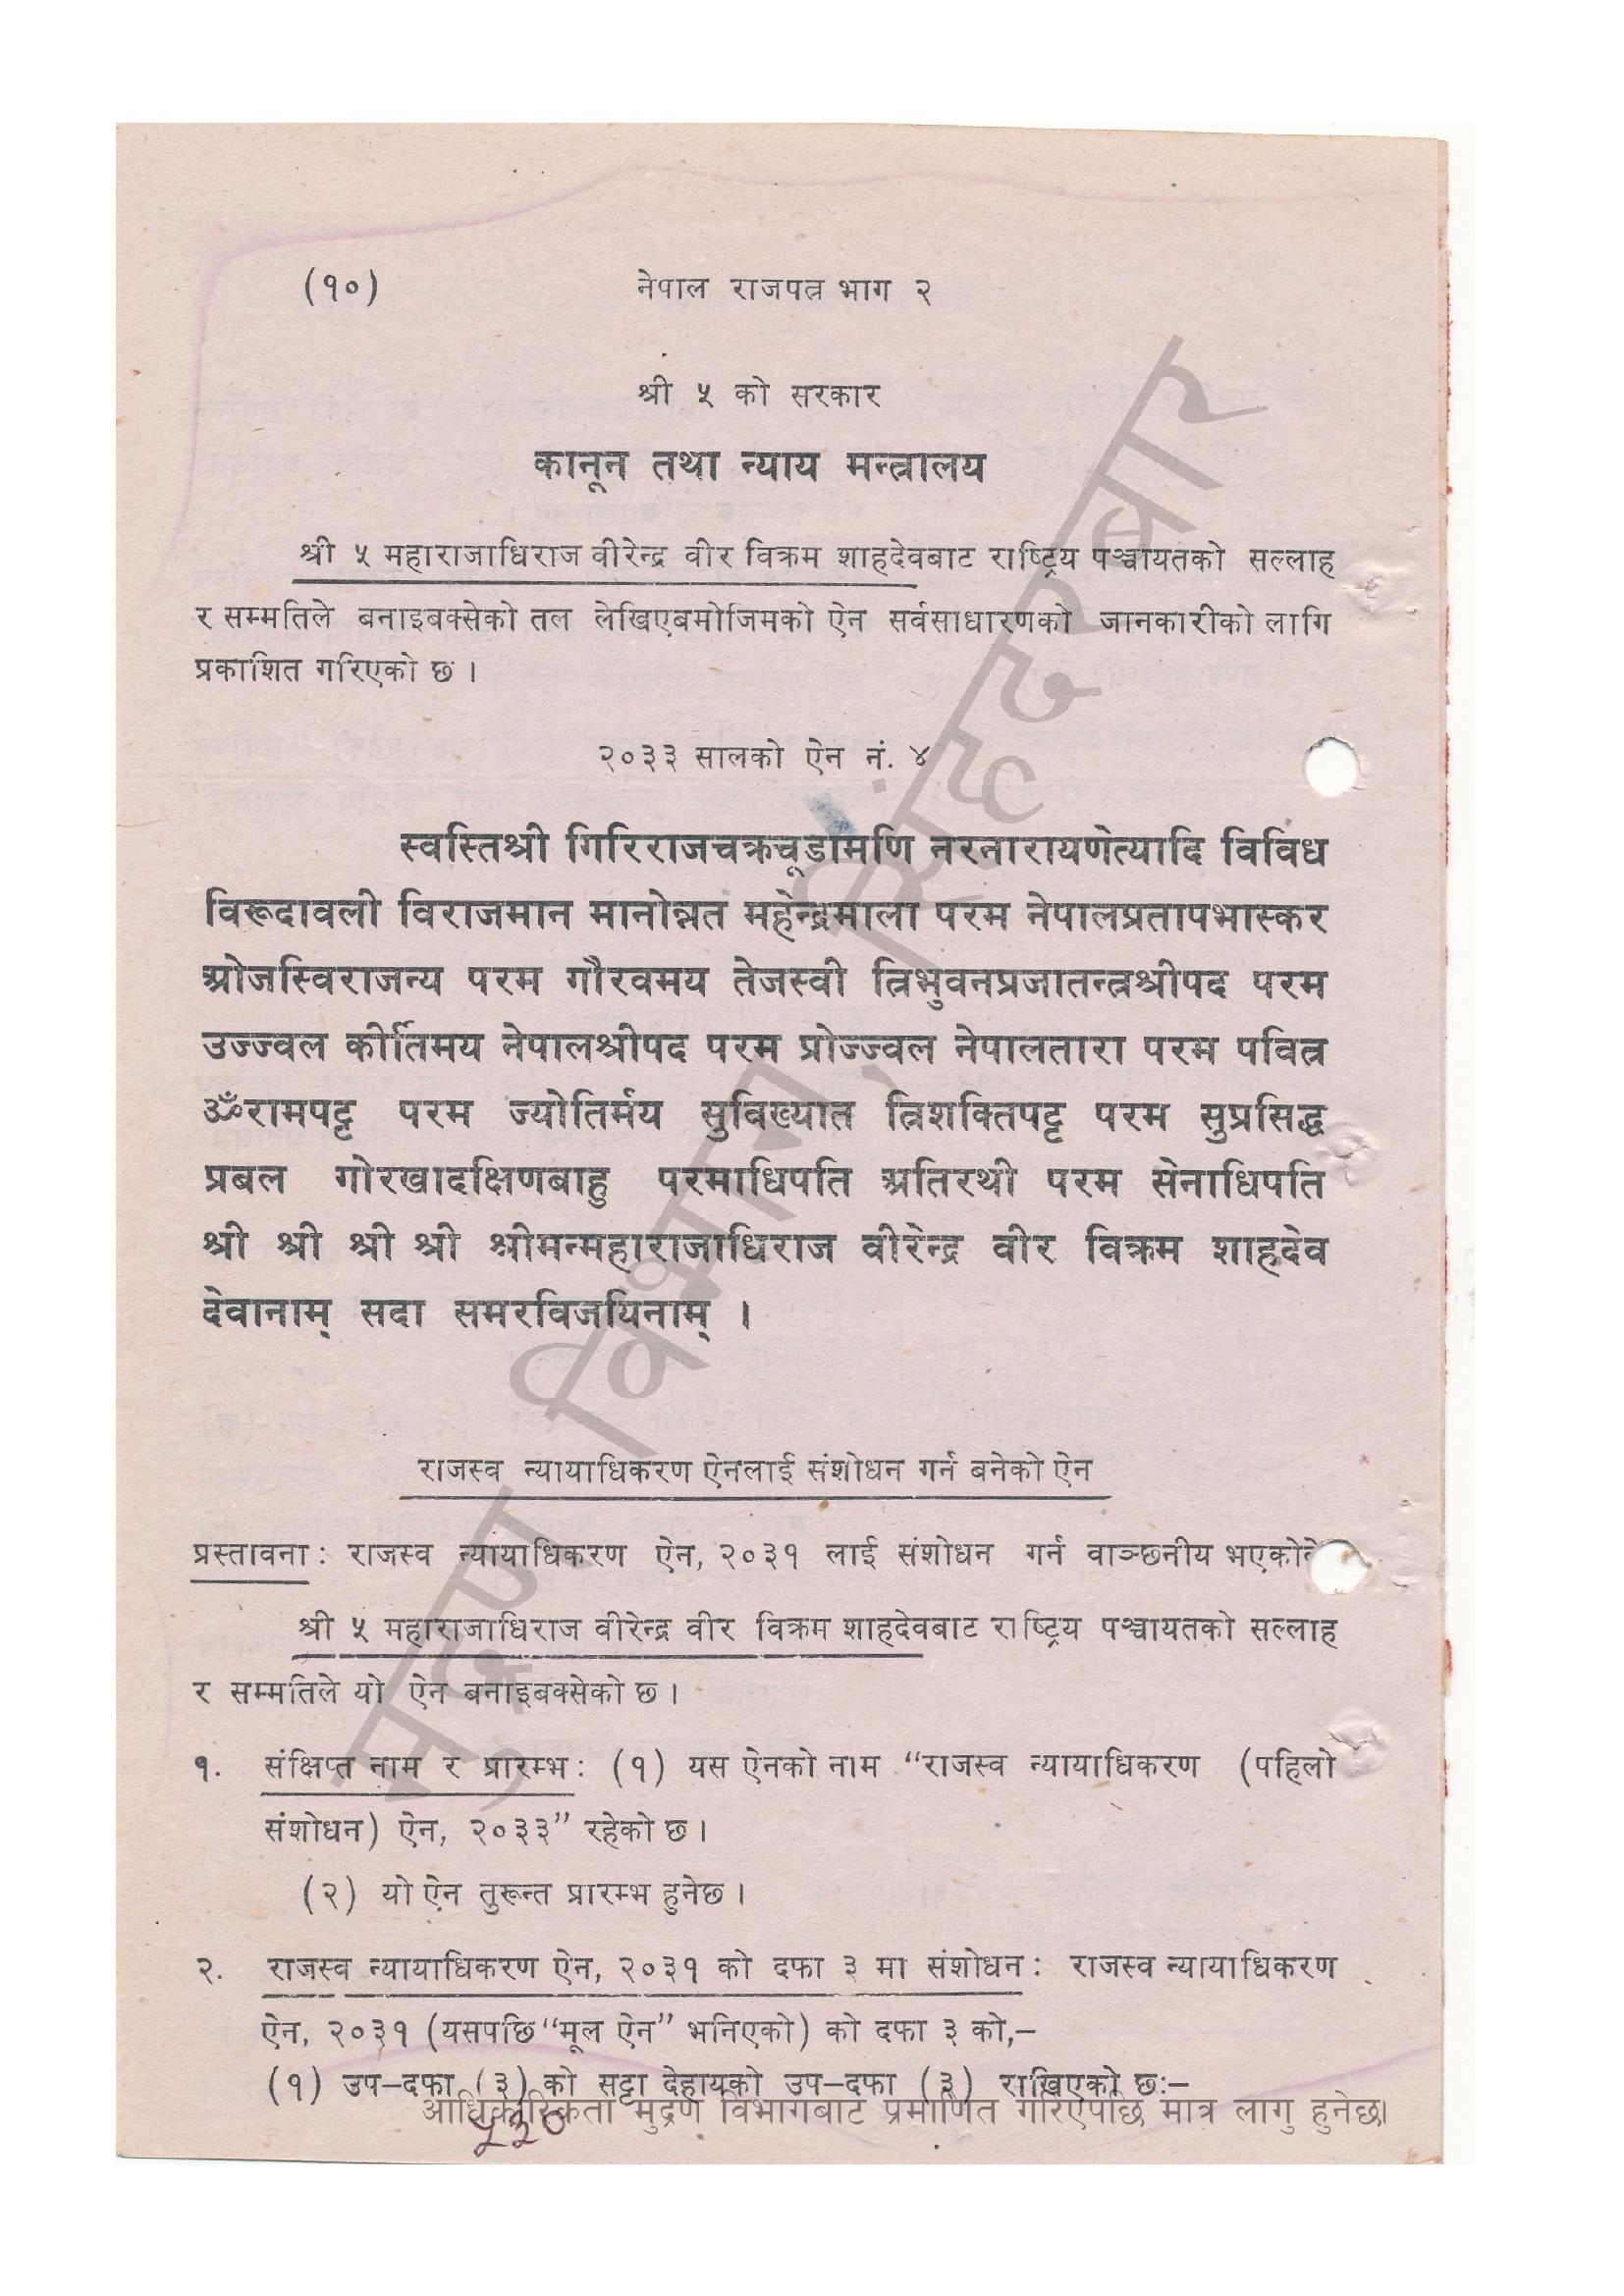 (१०)
नेपाल राजपत्र भाग २
श्री ५ को सरकार
कानून तथा न्याय मन्त्रालय
श्री ५ महाराजाधिराज वीरेन्द्र वीर विक्रम शाहदेवबाट राष्ट्रिय पञ्चायतको सल्लाह
र सम्मतिले बनाइबक्सेको तल लेखिएबमोजिमको ऐन सर्वसाधारणको जानकारीको लागि
प्रकाशित गरिएको छ ।
२०३३ सालको ऐन नं. ४
स्वस्तिश्री गिरिराजचक्रचूडामणि नरनारायणेत्यादि विविध
विरूदावली विराजमान मानोन्नत महेन्द्रमाला परम नेपालप्रतापभास्कर
ओजस्विराजन्य परम गौरवमय तेजस्वी त्रिभुवनप्रजातन्त्रश्रीपद परम
उज्ज्वल कीर्तिमय नेपालश्रीपद परम प्रोज्ज्वल नेपालतारा परम पवित्र
ॐरामपट्ट परम ज्योतिर्मय सुविख्यात त्रिशक्तिपट्ट परम सुप्रसिद्ध
प्रबल गोरखादक्षिणबाहु परमाधिपति अतिरथी परम सेनाधिपति
श्री श्री श्री श्री श्रीमन्महाराजाधिराज वीरेन्द्र वीर विक्रम शाहदेव
देवानाम् सदा समरविजयिनाम् ।
राजस्व न्यायाधिकरण ऐनलाई संशोधन गर्न बनेको ऐन
प्रस्तावना : राजस्व न्यायाधिकरण ऐन, २०३१ लाई संशोधन गर्न वाञ्छनीय
श्री ५ महाराजाधिराज वीरेन्द्र वीर विक्रम शाहदेवबाट राष्ट्रिय पञ्चायतको सल्लाह
र सम्मतिले यो ऐन बनाइबक्सेको छ ।
१. संक्षिप्त नाम र प्रारम्भ : (१) यस ऐनको नाम “राजस्व न्यायाधिकरण (पहिलो
संशोधन) ऐन, २०३३” रहेको छ ।
(२) यो ऐन तुरून्त प्रारम्भ हुनेछ ।
२. राजस्व न्यायाधिकरण ऐन, २०३१ को दफा ३ मा संशोधन : राजस्व न्यायाधिकरण
ऐन, २०३१ (यसपछि “मूल ऐन” भनिएको) को दफा ३ को,–
(१) उप–दफा (३) को सट्टा देहायको उप–दफा (३) राखिएको छः–
आधिकारिकता मुद्रण विभागबाट प्रमाणित गरिएपछि मात्र लागु हुनेछ।
५३०
मुद्रण विभाग, सिंहदरबार